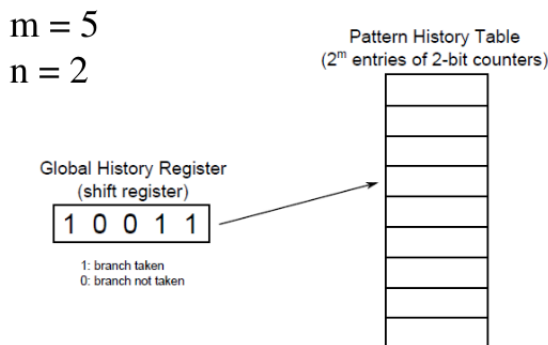 m = 5
n = 2
Pattern History Table
(2^m entries of 2-bit counters)
Global History Register
(shift register)
1 0 0 1 1
1: branch taken
0: branch not taken